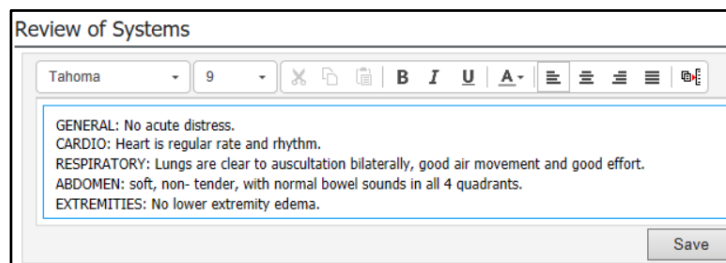 Review of Systems
Tahoma 9 B I U A
GENERAL: No acute distress.
CARDIO: Heart is regular rate and rhythm.
RESPIRATORY: Lungs are clear to auscultation bilaterally, good air movement and good effort.
ABDOMEN: soft, non- tender, with normal bowel sounds in all 4 quadrants.
EXTREMITIES: No lower extremity edema.
Save